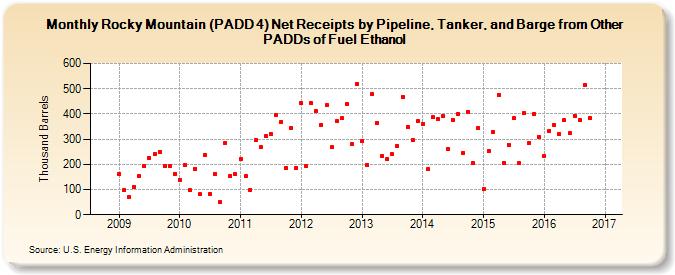 Monthly Rocky Mountain (PADD 4) Net Receipts by Pipeline, Tanker, and Barge from Other
PADDs of Fuel Ethanol
Thousand Barrels
600
500
400
300
200
100
0
2009 2010 2011 2012 2013 2014 2015 2016 2017
Source: U.S. Energy Information Administration